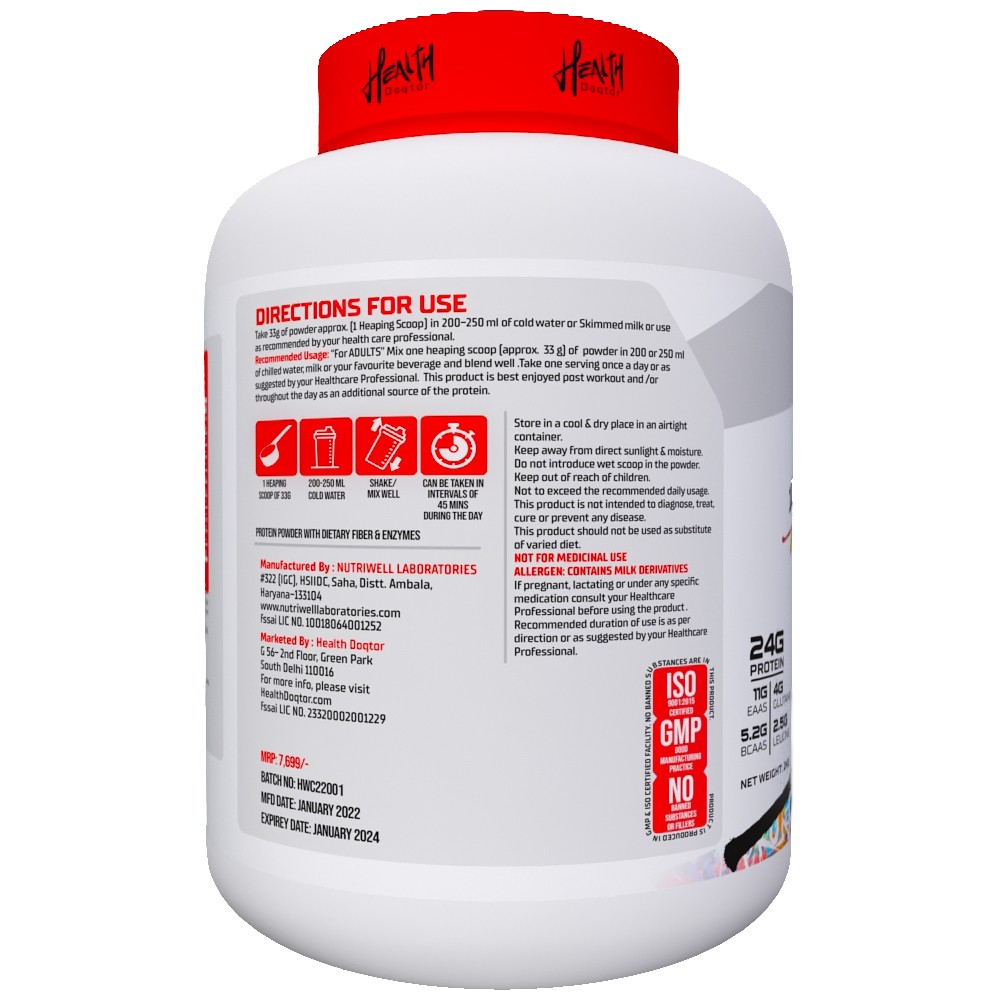 HEALTH
Doqtor
HEALTH
Doqtor
DIRECTIONS FOR USE
Take 33g of powder approx. (1 Heaping Scoop) in 200-250 ml of cold water or Skimmed milk or use
as recommended by your health care professional.
Recommended Usage: "For ADULTS" Mix one heaping scoop (approx. 33 g) of powder in 200 or 250 ml
of chilled water, milk or your favourite beverage and blend well .Take one serving once a day or as
suggested by your Healthcare Professional. This product is best enjoyed post workout and /or
throughout the day as an additional source of the protein.
1 HEAPING
SCOOP OF 33G
200-250 ML
COLD WATER
SHAKE/
MIX WELL
CAN BE TAKEN IN
INTERVALS OF
45 MINS
DURING THE DAY
PROTEIN POWDER WITH DIETARY FIBER & ENZYMES
Manufactured By : NUTRIWELL LABORATORIES
#322 (IGC), HSIIDC, Saha, Distt. Ambala,
Haryana-133104
www.nutriwelllaboratories.com
Fssai LIC NO. 10018064001252
Marketed By : Health Doqtor
G 56- 2nd Floor, Green Park
South Delhi 110016
For more info, please visit
HealthDoqtor.com
Fssai LIC NO. 23320002001229
MRP: 7,699/-
BATCH NO: HWC22001
MFD DATE: JANUARY 2022
EXPIREY DATE: JANUARY 2024
Store in a cool & dry place in an airtight
container.
Keep away from direct sunlight & moisture.
Do not introduce wet scoop in the powder.
Keep out of reach of children.
Not to exceed the recommended daily usage.
This product is not intended to diagnose, treat,
cure or prevent any disease.
This product should not be used as substitute
of varied diet.
NOT FOR MEDICINAL USE
ALLERGEN: CONTAINS MILK DERIVATIVES
If pregnant, lactating or under any specific
medication consult your Healthcare
Professional before using the product .
Recommended duration of use is as per
direction or as suggested by your Healthcare
Professional.
PRODUCT IS PRODUCED IN GMP & ISO CERTIFIED FACILITY. NO BANNED SUBSTANCES ARE IN THIS PRODUCT.
ISO
9001:2015
CERTIFIED
GMP
GOOD
MANUFACTURING
PRACTICE
NO
BANNED
SUBSTANCES
OR FILLERS
24G
PROTEIN
11G
EAAS
4G
5.2G
BCAAS
2.5G
NET WEIGHT: